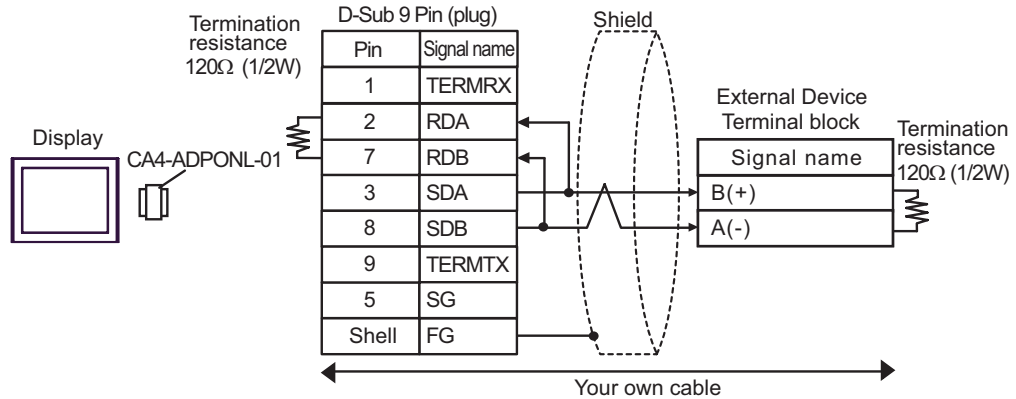 Termination
resistance
120Ω (1/2W)
D-Sub 9 Pin (plug)
Shield
Pin Signal name
1 TERMRX
2 RDA
7 RDB
3 SDA
8 SDB
9 TERMTX
5 SG
Shell FG
Display
CA4-ADPONL-01
External Device
Terminal block
Signal name
B(+)
A(-)
Termination
resistance
120Ω (1/2W)
Your own cable